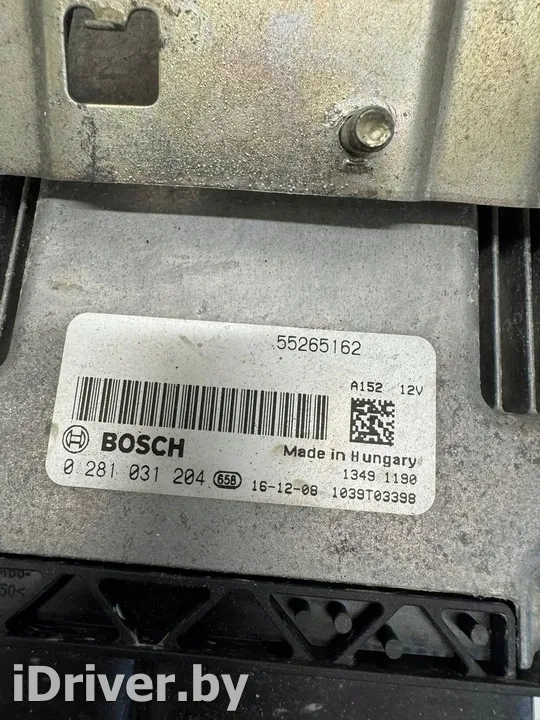 55265162
A152 12V
BOSCH
Made in Hungary
0 281 031 204 658 16-12-08
1349 1190
1039T03398
50<
iDriver.by